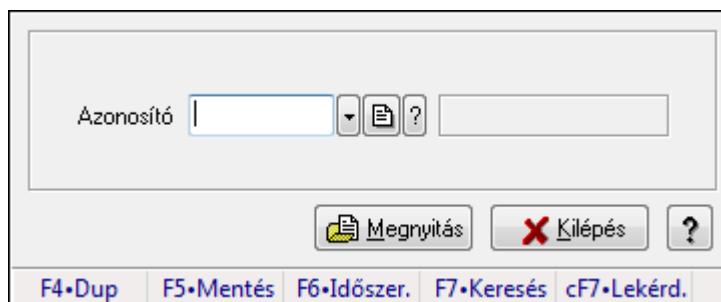 Azonosító ?
Megnyitás Kilépés ?
F4•Dup F5•Mentés F6•Időszer. F7•Keresés cF7•Lekérd.